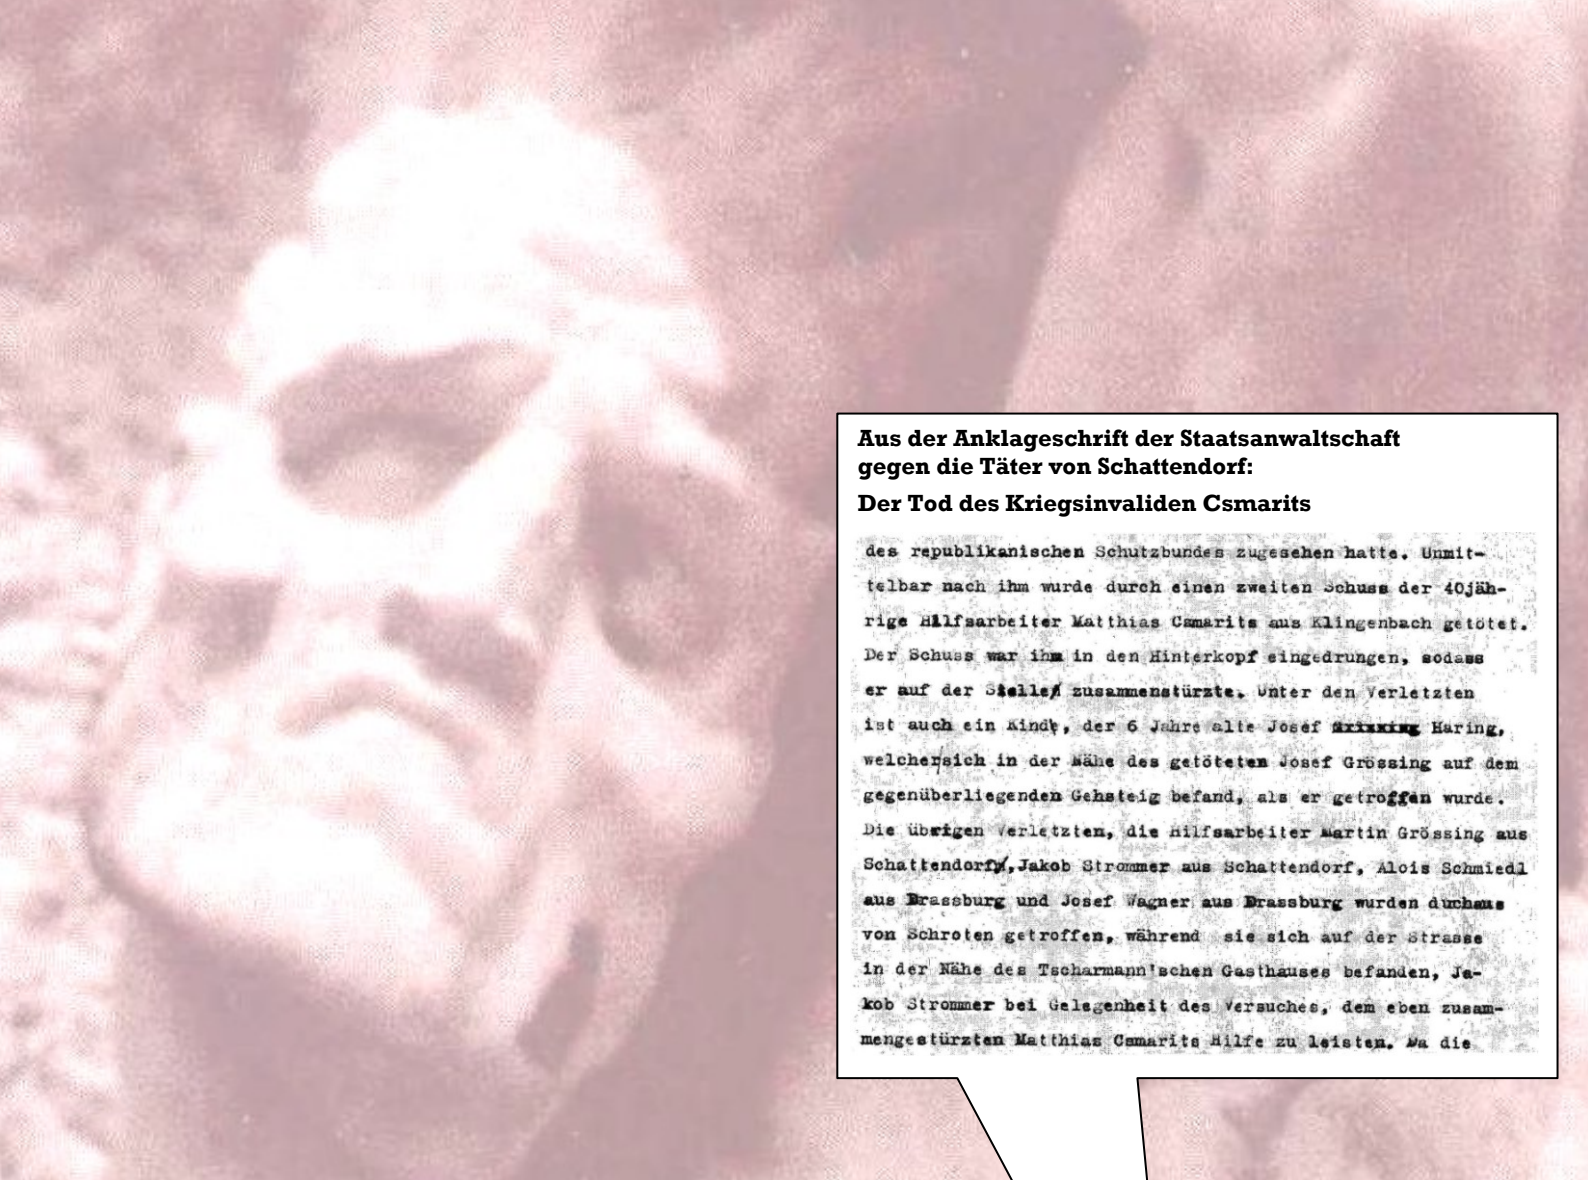 Aus der Anklageschrift der Staatsanwaltschaft
gegen die Täter von Schattendorf:
Der Tod des Kriegsinvaliden Csmarits
des republikanischen Schutzbundes zugesehen hatte. Unmit-
telbar nach ihm wurde durch einen zweiten Schuss der 40jäh-
rige Hilfsarbeiter Matthias Csmarits aus Klingenbach getötet.
Der Schuss war ihm in den Hinterkopf eingedrungen, sodass
er auf der Stelle zusammenstürzte. Unter den Verletzten
ist auch ein Kind, der 6 Jahre alte Josef Haring,
welcher sich in der Nähe des getöteten Josef Grössing auf dem
gegenüberliegenden Gehsteig befand, als er getroffen wurde.
Die übrigen Verletzten, die Hilfsarbeiter Martin Grössing aus
Schattendorf, Jakob Strommer aus Schattendorf, Alois Schmiedl
aus Drassburg und Josef Wagner aus Drassburg wurden durchaus
von Schroten getroffen, während sie sich auf der Strasse
in der Nähe des Tscharmann'schen Gasthauses befanden, Ja-
kob Strommer bei Gelegenheit des Versuches, dem eben zusam-
mengestürzten Matthias Csmarits Hilfe zu leisten. Da die